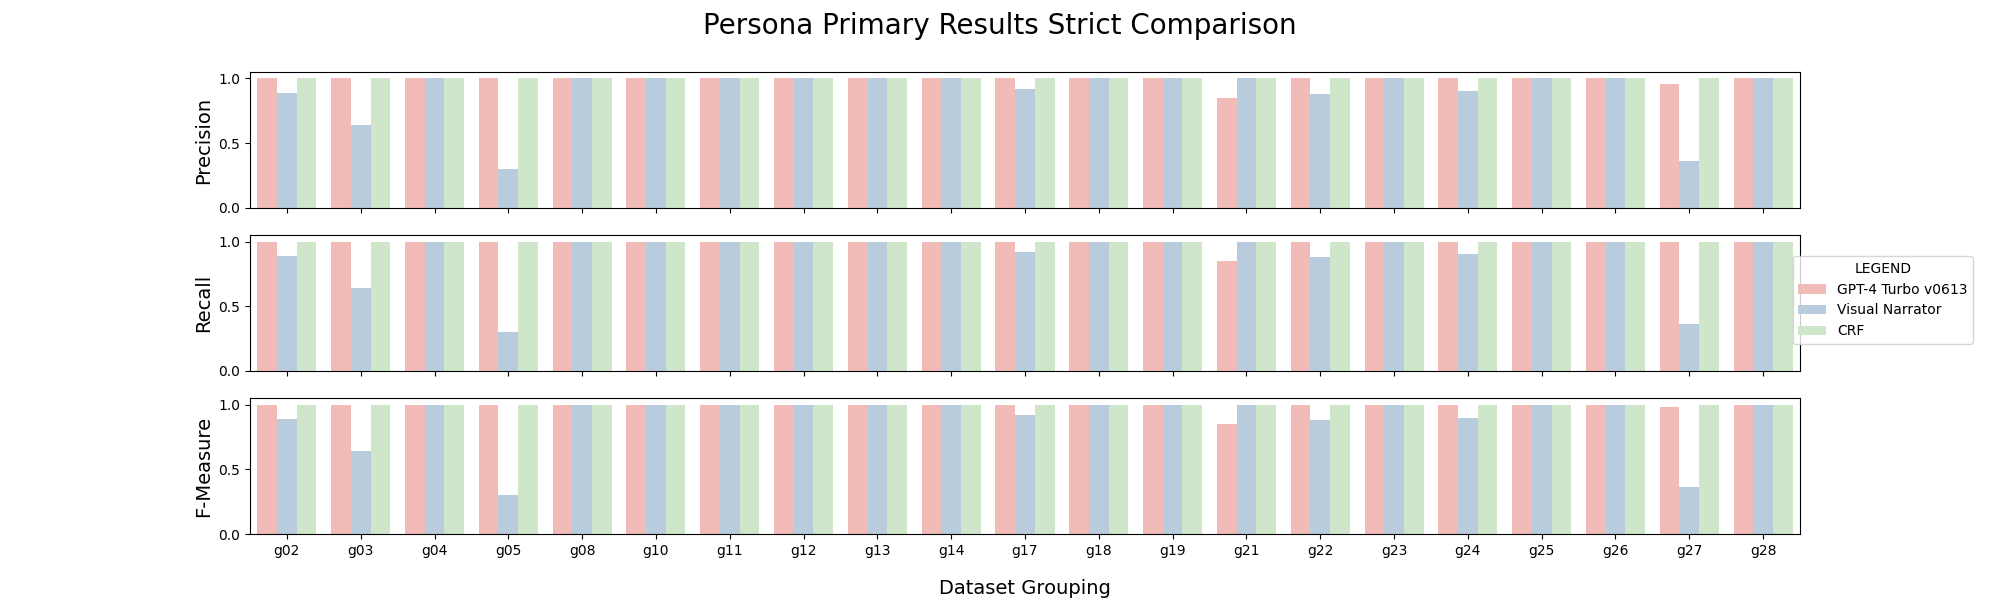 Persona Primary Results Strict Comparison
Precision
1.0
0.5
0.0
Recall
1.0
0.5
0.0
LEGEND
GPT-4 Turbo v0613
Visual Narrator
CRF
F-Measure
1.0
0.5
0.0
g02 g03 g04 g05 g08 g10 g11 g12 g13 g14 g17 g18 g19 g21 g22 g23 g24 g25 g26 g27 g28
Dataset Grouping